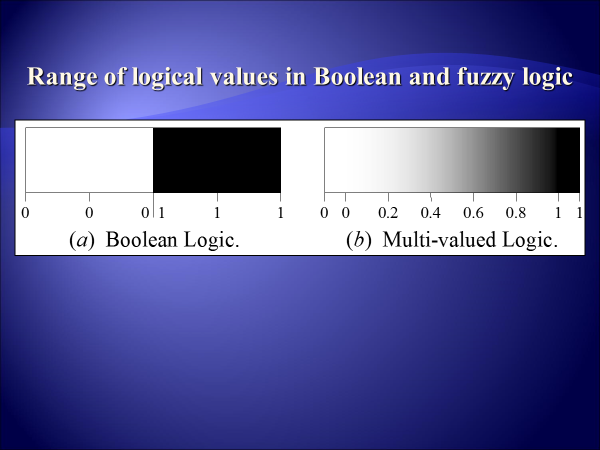 Range of logical values in Boolean and fuzzy logic
0 0 0 1 1 1
(a) Boolean Logic.
0 0 0.2 0.4 0.6 0.8 1 1
(b) Multi-valued Logic.